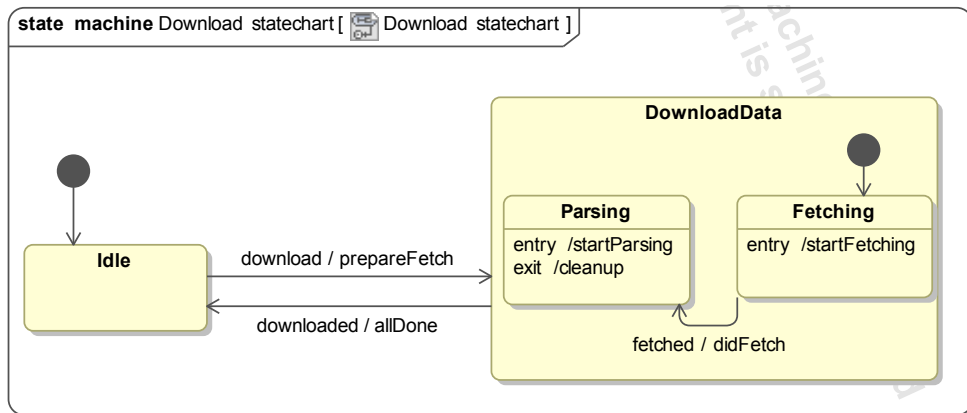 state machine Download statechart [ Download statechart ]
DownloadData
Parsing
entry /startParsing
exit /cleanup
Fetching
entry /startFetching
Idle
download / prepareFetch
downloaded / allDone
fetched / didFetch